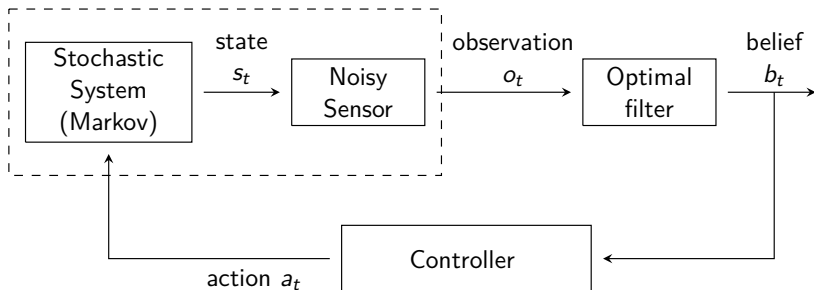 state
s_t
observation
o_t
belief
b_t
Stochastic
System
(Markov)
Noisy
Sensor
Optimal
filter
action a_t
Controller